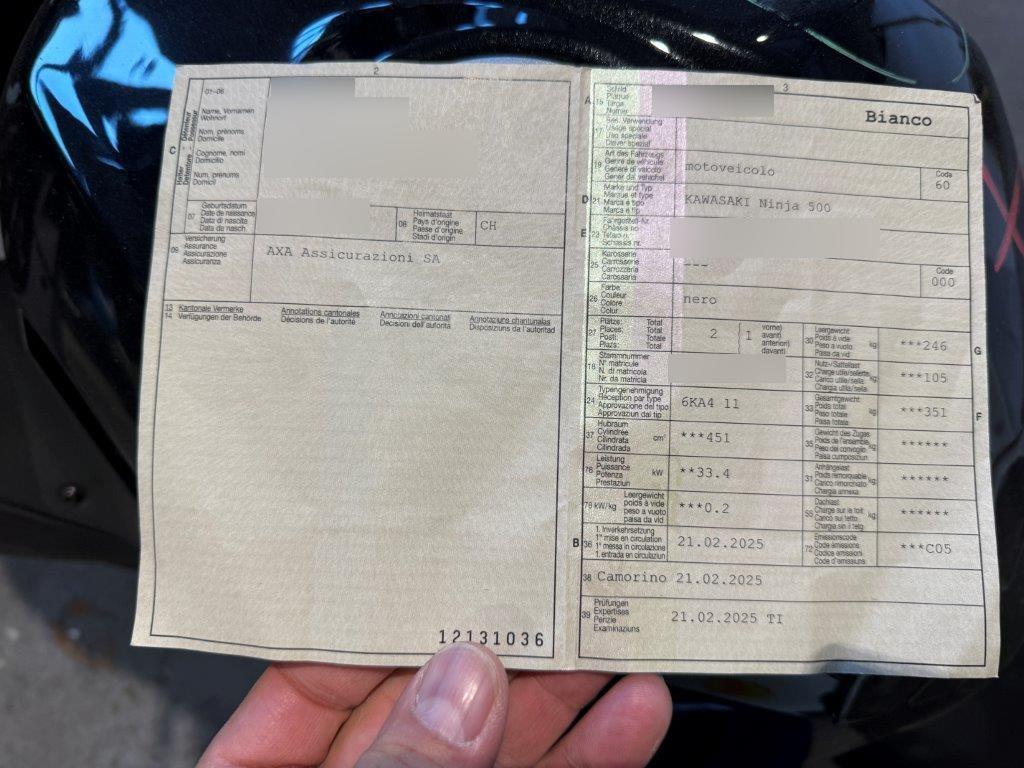 2
01–06
Name, Vornamen
Wohnort
Nom, prénoms
Domicile
Cognome, nomi
Domicilio
Num, prenums
Domicil
C
Halter
Détenteur
Detentore
Possessur
07
Geburtsdatum
Date de naissance
Data di nascita
Data da nasch.
08
Heimatstaat
Pays d'origine
Stato d'origine
Stadi d'origin
CH
09
Versicherung
Assurance
Assicurazione
Assicuranza
AXA Assicurazioni SA
13 Kantonale Vermerke Annotations cantonales Annotazioni cantonali Annotaziuns chantunalas
14 Verfügungen der Behörde Décisions de l'autorité Decisioni dell'autorità Disposiziuns da l'autoritad
12131036
3
A 15
Schild
Plaque
Targa
Numer
Bianco
17
Bes. Verwendung
Usage spécial
Uso speciale
Diever spezial
19
Art des Fahrzeugs
Genre de véhicule
Genere di veicolo
Gener dal vehichel
motoveicolo
Code
60
D 21
Marke und Typ
Marque et type
Marca e tipo
Marca e tip
KAWASAKI Ninja 500
E 23
Fahrgestell-Nr.
Châssis no
Telaio n.
Schassis nr.
25
Karosserie
Carrosserie
Carrozzeria
Carossaria
---
Code
000
26
Farbe
Couleur
Colore
Colur
nero
27
Plätze: Total
Places: Total
Posti: Totale
Plazs: Total
2
1
vorne)
avant)
anteriori)
davant)
30
Leergewicht
Poids à vide
Peso a vuoto
Paisa da vid
kg
***246
G
18
Stammnummer
N° matricule
N. di matricola
Nr. da matricla
32
Nutz-/Sattellast
Charge utile/sellette
Carico utile/sella
Chargia utila/sella
kg
***105
24
Typengenehmigung
Réception par type
Approvazione del tipo
Approvaziun dal tip
6KA4 11
33
Gesamtgewicht
Poids total
Peso totale
Paisa totala
kg
***351
F
37
Hubraum
Cylindrée
Cilindrata
Cilindrada
cm³
***451
35
Gewicht des Zuges
Poids de l'ensemble
Peso del convoglio
Paisa cumposiziun
kg
******
76
Leistung
Puissance
Potenza
Prestaziun
kW
**33.4
31
Anhängelast
Poids remorquable
Carico rimorchiato
Chargia annexa
kg
******
78 kW/kg
Leergewicht
poids à vide
peso a vuoto
paisa da vid
***0.2
55
Dachlast
Charge sur le toit
Carico sul tetto
Chargia sin il tetg
kg
******
B 36
1. Inverkehrsetzung
1re mise en circulation
1a messa in circolazione
1. entrada en circulaziun
21.02.2025
72
Emissionscode
Code émissions
Codice emissioni
Code d'emissiuns
***C05
38 Camorino 21.02.2025
39
Prüfungen
Expertises
Perizie
Examinaziuns
21.02.2025 TI